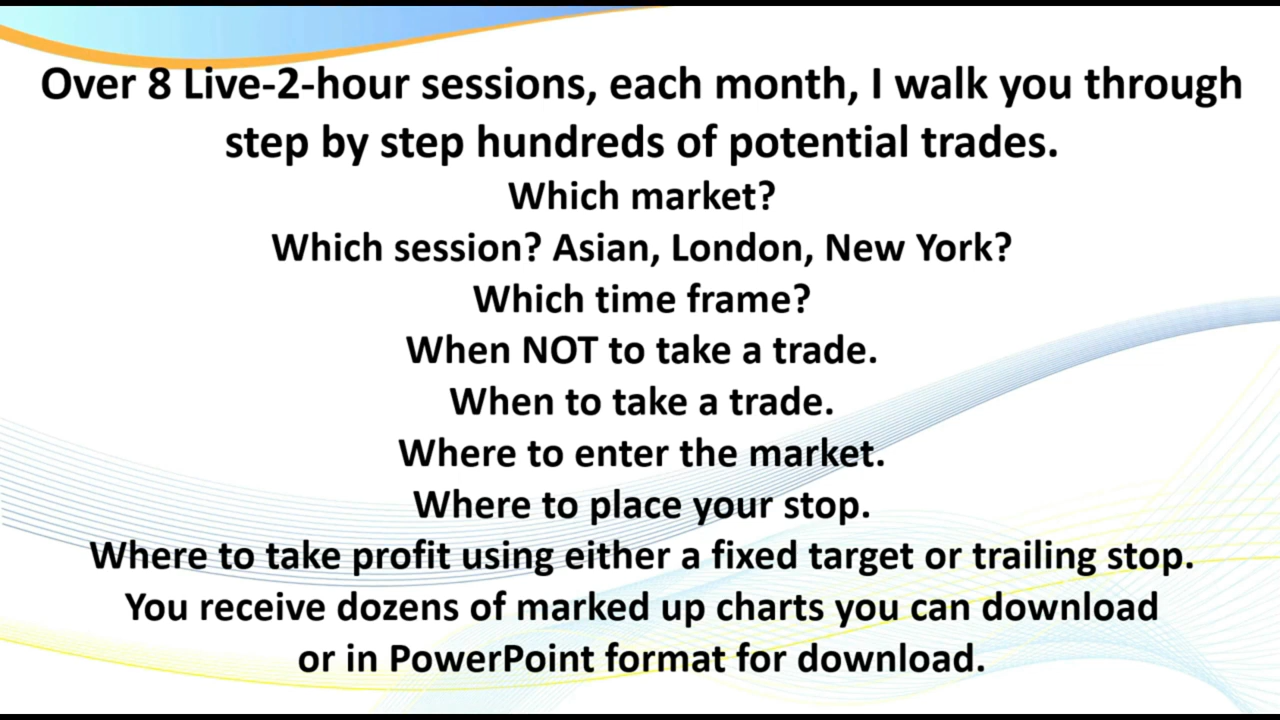 Over 8 Live-2-hour sessions, each month, I walk you through
step by step hundreds of potential trades.
Which market?
Which session? Asian, London, New York?
Which time frame?
When NOT to take a trade.
When to take a trade.
Where to enter the market.
Where to place your stop.
Where to take profit using either a fixed target or trailing stop.
You receive dozens of marked up charts you can download
or in PowerPoint format for download.